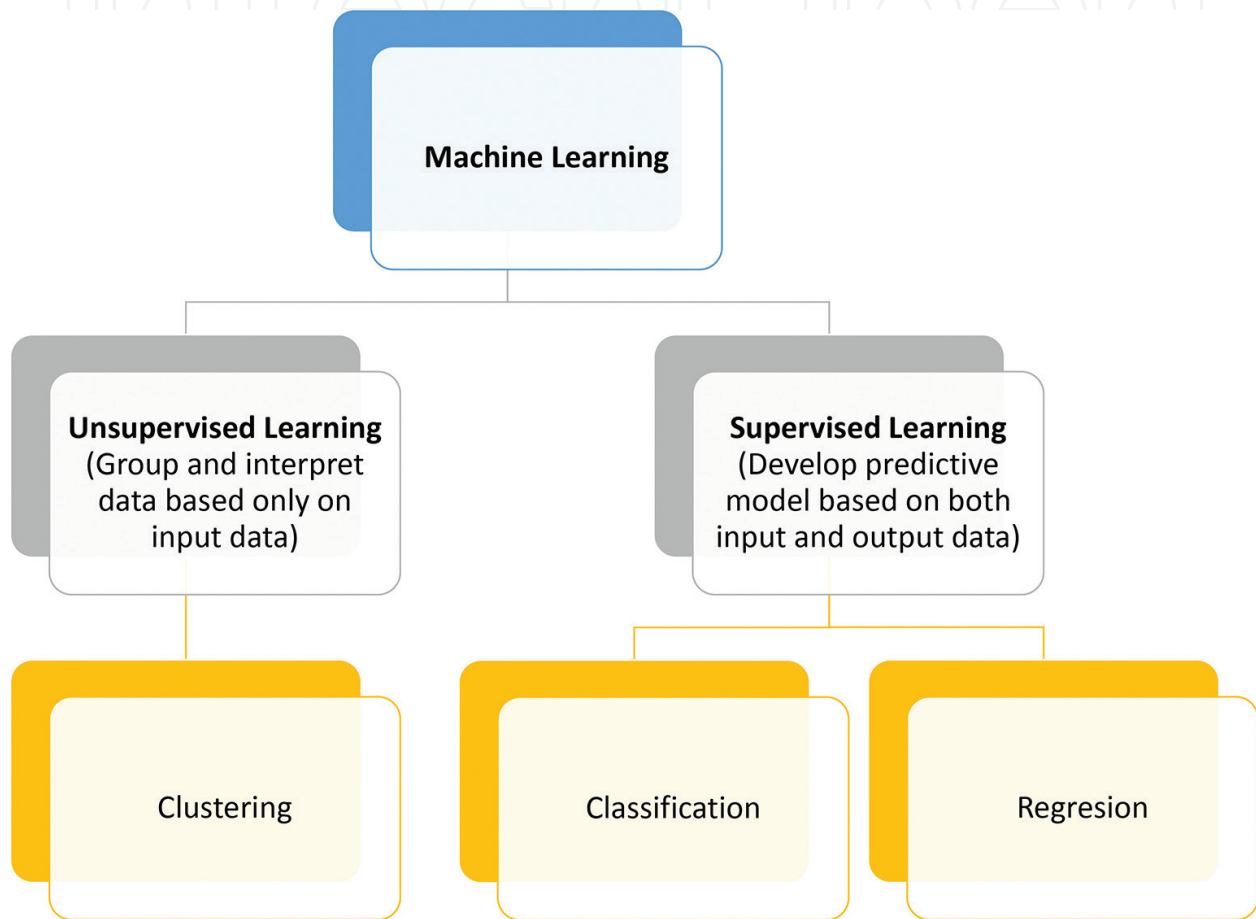 Machine Learning
Unsupervised Learning
(Group and interpret
data based only on
input data)
Supervised Learning
(Develop predictive
model based on both
input and output data)
Clustering
Classification
Regresion